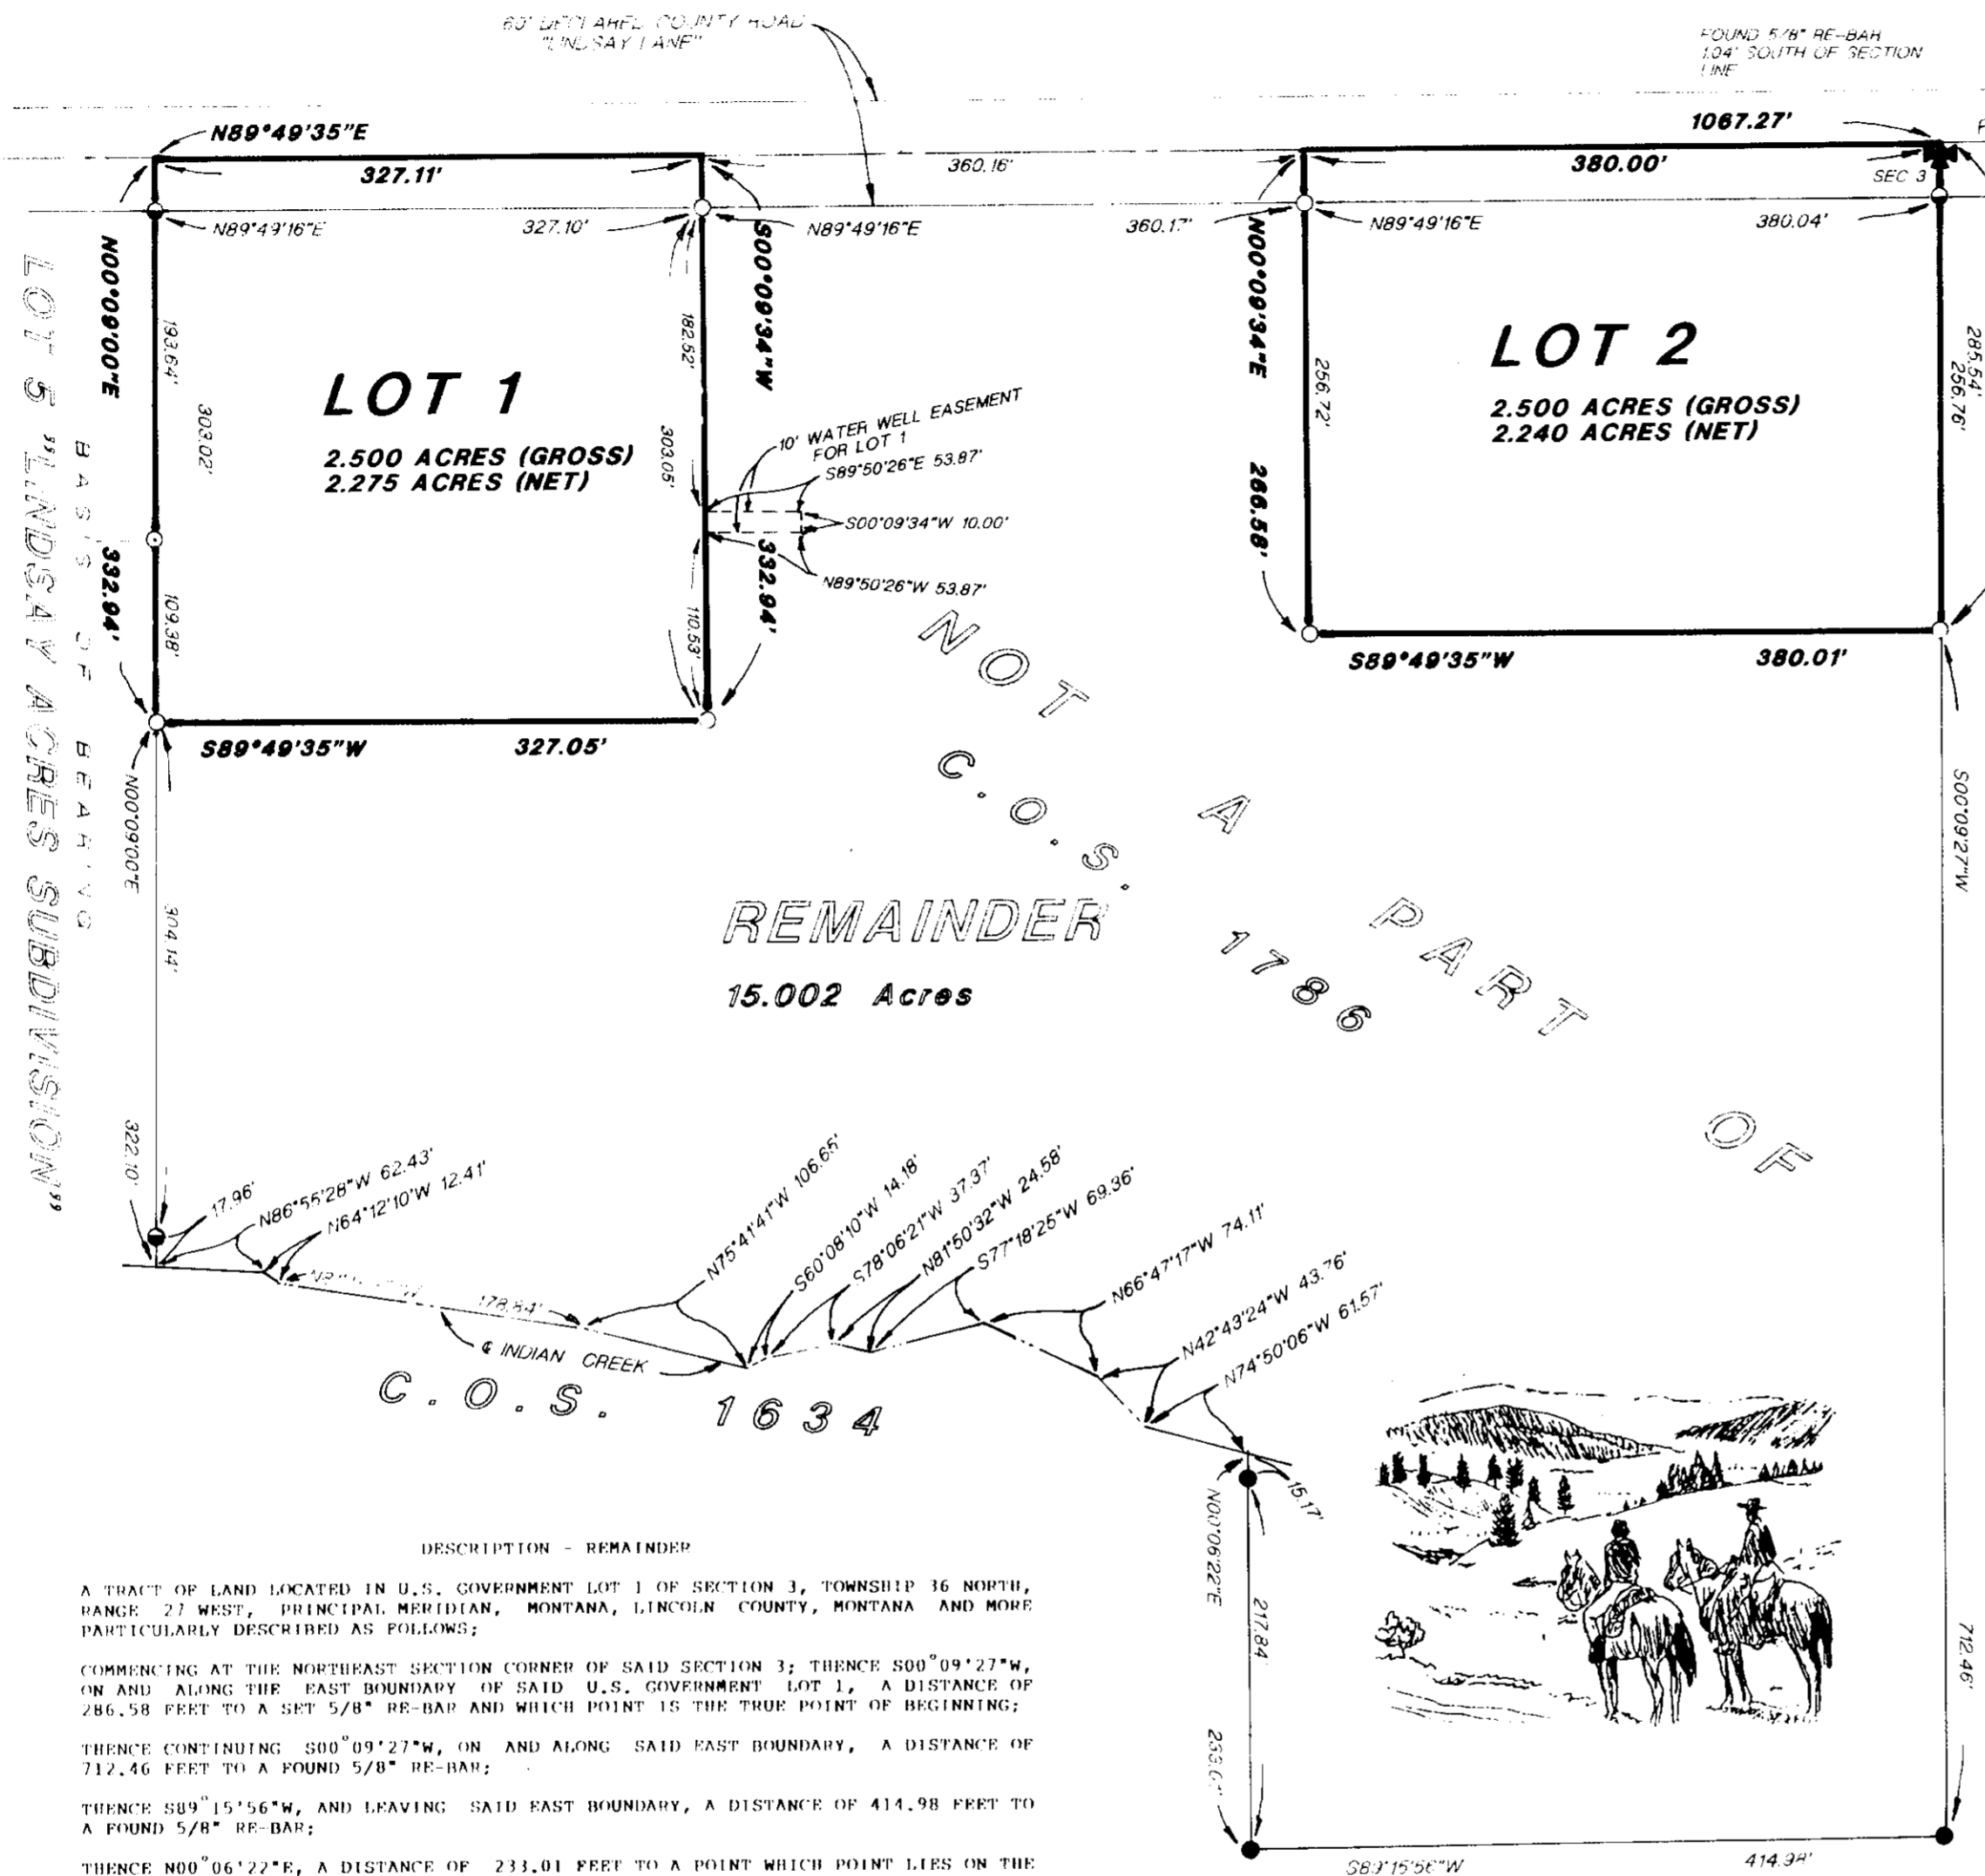 60' DECLARED COUNTY ROAD
"LINDSAY LANE"
FOUND 5/8" RE-BAR
1.04' SOUTH OF SECTION
LINE
N89°49'35"E
327.11'
360.16'
1067.27'
380.00'
SEC 3
N89°49'16"E
327.10'
N89°49'16"E
360.17'
N89°49'16"E
380.04'
N00°09'00"E
193.64'
303.02'
332.94'
109.38'
LOT 1
2.500 ACRES (GROSS)
2.275 ACRES (NET)
182.52'
303.05'
110.53'
S00°09'34"W
332.94'
10' WATER WELL EASEMENT
FOR LOT 1
S89°50'26"E 53.87'
S00°09'34"W 10.00'
N89°50'26"W 53.87'
N00°09'34"E
256.72'
LOT 2
2.500 ACRES (GROSS)
2.240 ACRES (NET)
285.54'
256.76'
S89°49'35"W
380.01'
S89°49'35"W
327.05'
LOT 5 "LINDSAY ACRES SUBDIVISION"
BASIS OF BEARING
N00°09'00"E
304.14'
322.10'
NOT A PART OF
C.O.S. 1786
REMAINDER
15.002 Acres
S00°09'27"W
712.46'
17.96'
N86°55'28"W 62.43'
N64°12'10"W 12.41'
178.84'
N75°41'41"W 106.65'
S60°08'10"W 14.18'
S78°06'21"W 37.37'
N81°50'32"W 24.58'
S77°18'25"W 69.36'
N66°47'17"W 74.11'
N42°43'24"W 43.76'
N74°50'06"W 61.57'
℄ INDIAN CREEK
C.O.S. 1634
15.17'
N00°06'22"E
217.84
S89°15'56"W
414.98'
DESCRIPTION - REMAINDER
A TRACT OF LAND LOCATED IN U.S. GOVERNMENT LOT 1 OF SECTION 3, TOWNSHIP 36 NORTH,
RANGE 27 WEST, PRINCIPAL MERIDIAN, MONTANA, LINCOLN COUNTY, MONTANA AND MORE
PARTICULARLY DESCRIBED AS FOLLOWS;
COMMENCING AT THE NORTHEAST SECTION CORNER OF SAID SECTION 3; THENCE S00°09'27"W,
ON AND ALONG THE EAST BOUNDARY OF SAID U.S. GOVERNMENT LOT 1, A DISTANCE OF
286.58 FEET TO A SET 5/8" RE-BAR AND WHICH POINT IS THE TRUE POINT OF BEGINNING;
THENCE CONTINUING S00°09'27"W, ON AND ALONG SAID EAST BOUNDARY, A DISTANCE OF
712.46 FEET TO A FOUND 5/8" RE-BAR;
THENCE S89°15'56"W, AND LEAVING SAID EAST BOUNDARY, A DISTANCE OF 414.98 FEET TO
A FOUND 5/8" RE-BAR;
THENCE N00°06'22"E, A DISTANCE OF 233.01 FEET TO A POINT WHICH POINT LIES ON THE